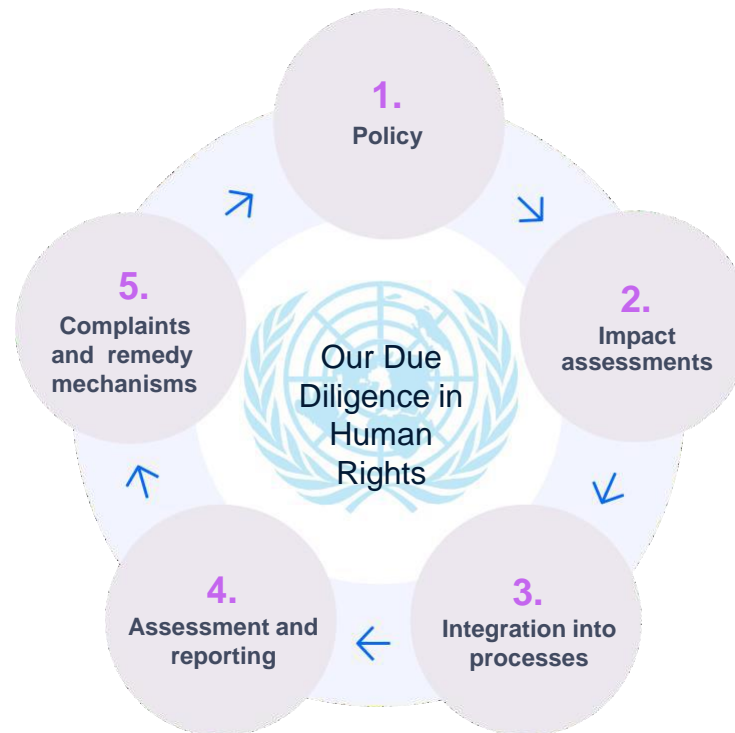 1.
Policy
2.
Impact
assessments
3.
Integration into
processes
4.
Assessment and
reporting
5.
Complaints
and remedy
mechanisms
Our Due
Diligence in
Human
Rights